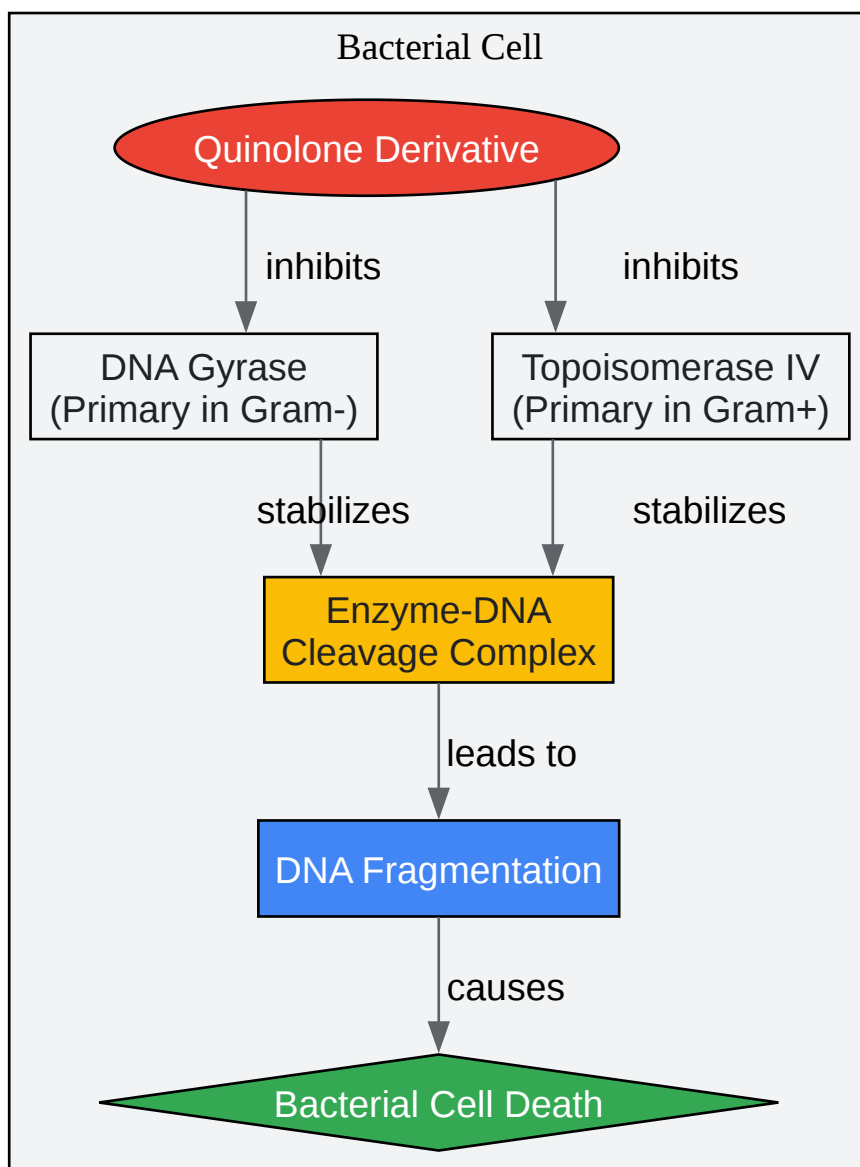 Bacterial Cell
Quinolone Derivative
inhibits
inhibits
DNA Gyrase
(Primary in Gram-)
Topoisomerase IV
(Primary in Gram+)
stabilizes
stabilizes
Enzyme-DNA
Cleavage Complex
leads to
DNA Fragmentation
causes
Bacterial Cell Death